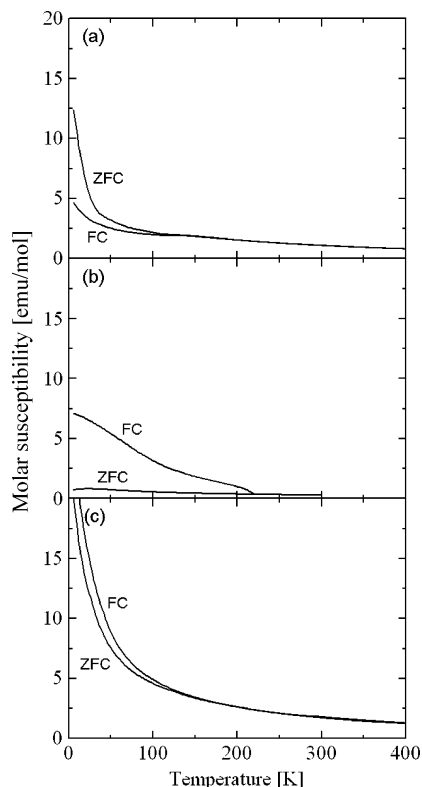 20
(a)
15
10
ZFC
5
FC
0
(b)
15
10
FC
5
ZFC
0
(c)
15
FC
10
ZFC
5
0
0 100 200 300 400
Temperature [K]
Molar susceptibility [emu/mol]